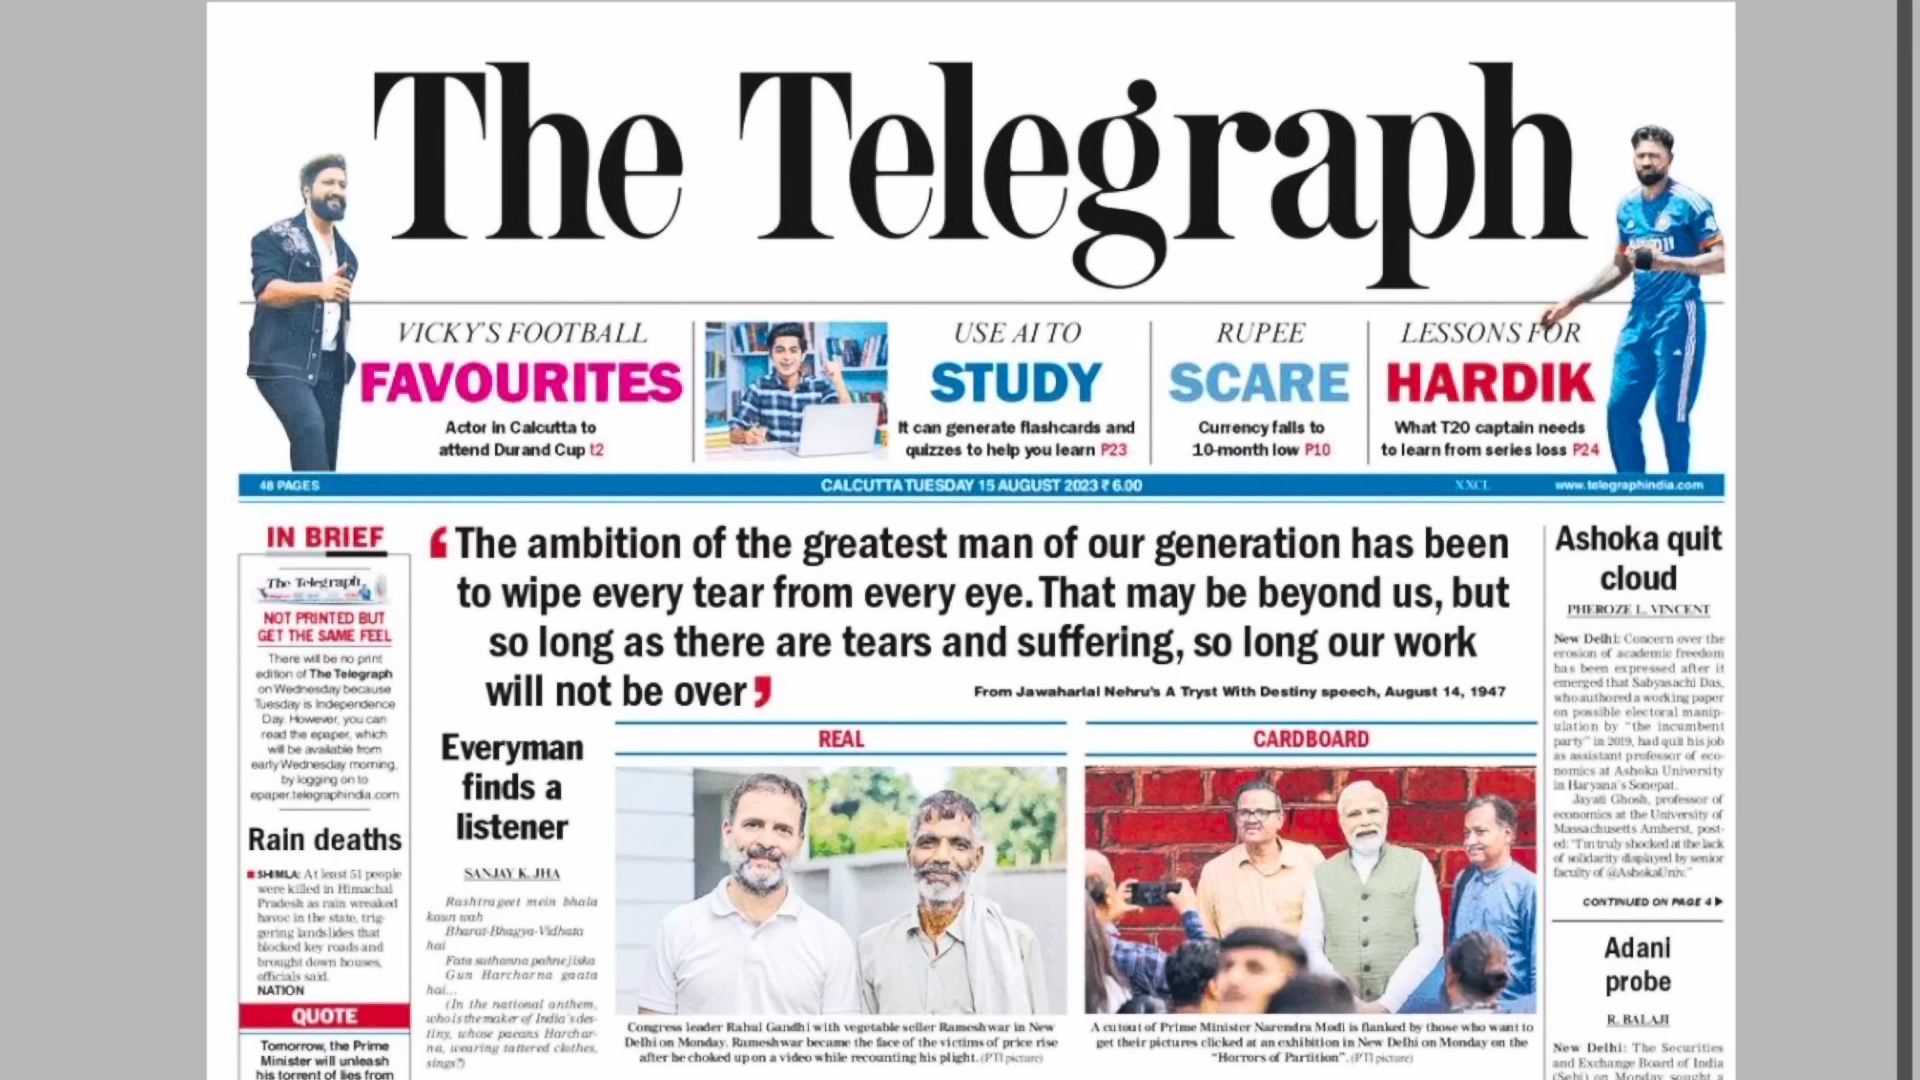 The Telegraph
VICKY'S FOOTBALL
FAVOURITES
Actor in Calcutta to
attend Durand Cup t2
USE AI TO
STUDY
It can generate flashcards and
quizzes to help you learn P23
RUPEE
SCARE
Currency falls to
10-month low P10
LESSONS FOR
HARDIK
What T20 captain needs
to learn from series loss P24
48 PAGES
CALCUTTA TUESDAY 15 AUGUST 2023 ₹ 6.00
XXCL
www.telegraphindia.com
IN BRIEF
The Telegraph
NOT PRINTED BUT
GET THE SAME FEEL
There will be no print
edition of The Telegraph
on Wednesday because
Tuesday is Independence
Day. However, you can
read the epaper, which
will be available from
early Wednesday morning,
by logging on to
epaper.telegraphindia.com
Rain deaths
SHIMLA: At least 51 people
were killed in Himachal
Pradesh as rain wreaked
havoc in the state, trig-
gering landslides that
blocked key roads and
brought down houses,
officials said.
NATION
QUOTE
Tomorrow, the Prime
Minister will unleash
his torrent of lies from
‘The ambition of the greatest man of our generation has been
to wipe every tear from every eye. That may be beyond us, but
so long as there are tears and suffering, so long our work
will not be over’
From Jawaharlal Nehru's A Tryst With Destiny speech, August 14, 1947
Everyman
finds a
listener
SANJAY K. JHA
Rashtrageet mein bhala
kaun wah
Bharat-Bhagya-Vidhata
hai
Fata suthanna pahne jiska
Gun Harcharna gaata
hai...
(In the national anthem,
who is the maker of India's des-
tiny, whose paeans Harchar-
na, wearing tattered clothes,
sings?)
REAL
Congress leader Rahul Gandhi with vegetable seller Rameshwar in New
Delhi on Monday. Rameshwar became the face of the victims of price rise
after he choked up on a video while recounting his plight. (PTI picture)
CARDBOARD
A cutout of Prime Minister Narendra Modi is flanked by those who want to
get their pictures clicked at an exhibition in New Delhi on Monday on the
“Horrors of Partition”. (PTI picture)
Ashoka quit
cloud
PHEROZE L. VINCENT
New Delhi: Concern over the
erosion of academic freedom
has been expressed after it
emerged that Sabyasachi Das,
who authored a working paper
on possible electoral manip-
ulation by “the incumbent
party” in 2019, had quit his job
as assistant professor of eco-
nomics at Ashoka University
in Haryana's Sonepat.
Jayati Ghosh, professor of
economics at the University of
Massachusetts Amherst, post-
ed: “I'm truly shocked at the lack
of solidarity displayed by senior
faculty of @AshokaUniv.”
CONTINUED ON PAGE 4
Adani
probe
R. BALAJI
New Delhi: The Securities
and Exchange Board of India
(Sebi) on Monday sought a